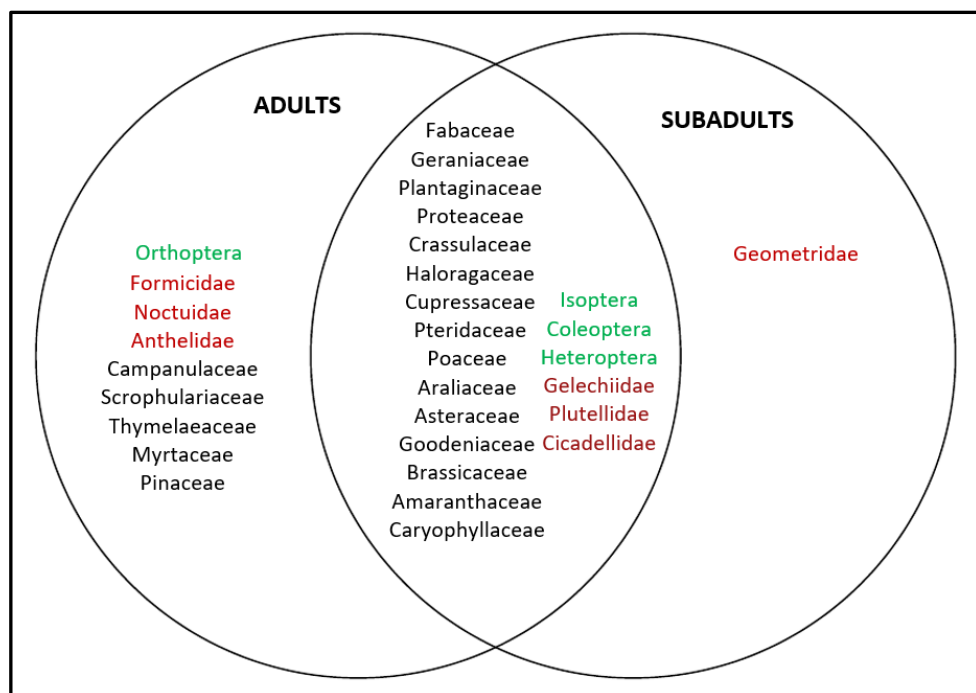 ADULTS
Orthoptera
Formicidae
Noctuidae
Anthelidae
Campanulaceae
Scrophulariaceae
Thymelaeaceae
Myrtaceae
Pinaceae
Fabaceae
Geraniaceae
Plantaginaceae
Proteaceae
Crassulaceae
Haloragaceae
Cupressaceae
Pteridaceae
Poaceae
Araliaceae
Asteraceae
Goodeniaceae
Brassicaceae
Amaranthaceae
Caryophyllaceae
Isoptera
Coleoptera
Heteroptera
Gelechiidae
Plutellidae
Cicadellidae
SUBADULTS
Geometridae